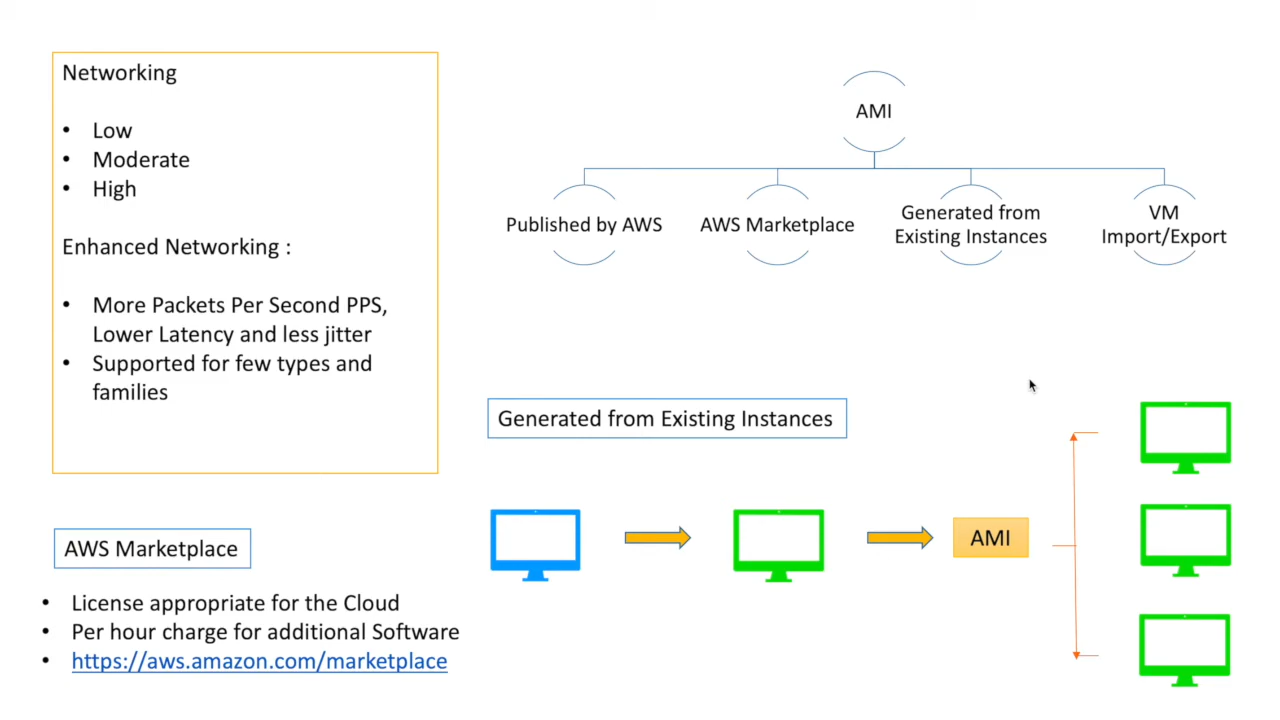 Networking
• Low
• Moderate
• High
Enhanced Networking :
• More Packets Per Second PPS,
Lower Latency and less jitter
• Supported for few types and
families
AMI
Published by AWS
AWS Marketplace
Generated from
Existing Instances
VM
Import/Export
Generated from Existing Instances
AMI
AWS Marketplace
• License appropriate for the Cloud
• Per hour charge for additional Software
• https://aws.amazon.com/marketplace